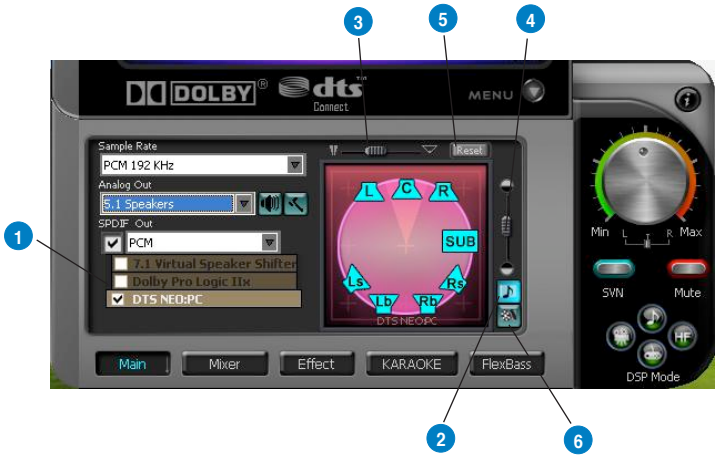 3
5
4
DOLBY®
dts™
Connect
MENU
i
Sample Rate
Reset
PCM 192 KHz
Analog Out
5.1 Speakers
SPDIF Out
PCM
7.1 Virtual Speaker Shifter
Dolby Pro Logic IIx
DTS NEO:PC
1
L
C
R
SUB
Ls
Rs
Lb
Rb
DTS NEO:PC
Min
L
R
Max
SVN
Mute
HF
DSP Mode
Main
Mixer
Effect
KARAOKE
FlexBass
2
6